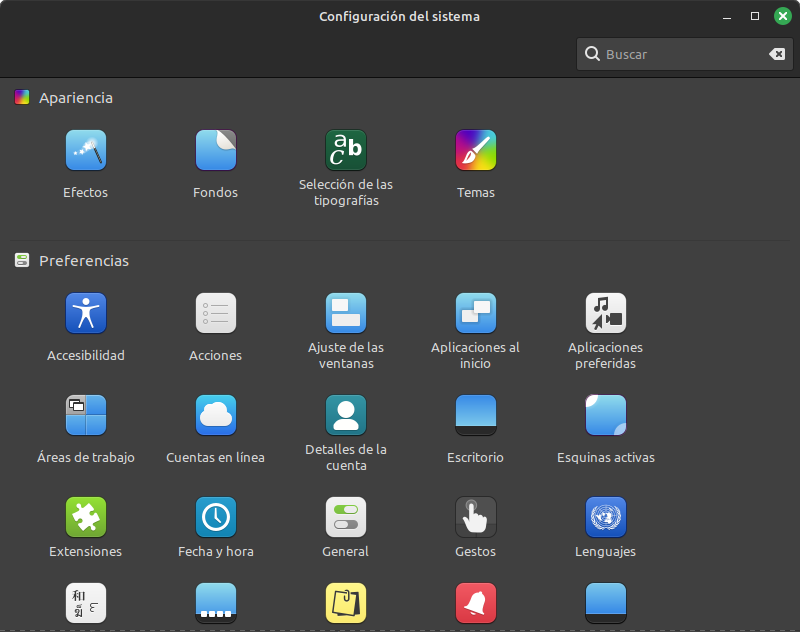 Configuración del sistema
Buscar
Apariencia
Efectos
Fondos
Selección de las
tipografías
Temas
Preferencias
Accesibilidad
Acciones
Ajuste de las
ventanas
Aplicaciones al
inicio
Aplicaciones
preferidas
Áreas de trabajo
Cuentas en línea
Detalles de la
cuenta
Escritorio
Esquinas activas
Extensiones
Fecha y hora
General
Gestos
Lenguajes